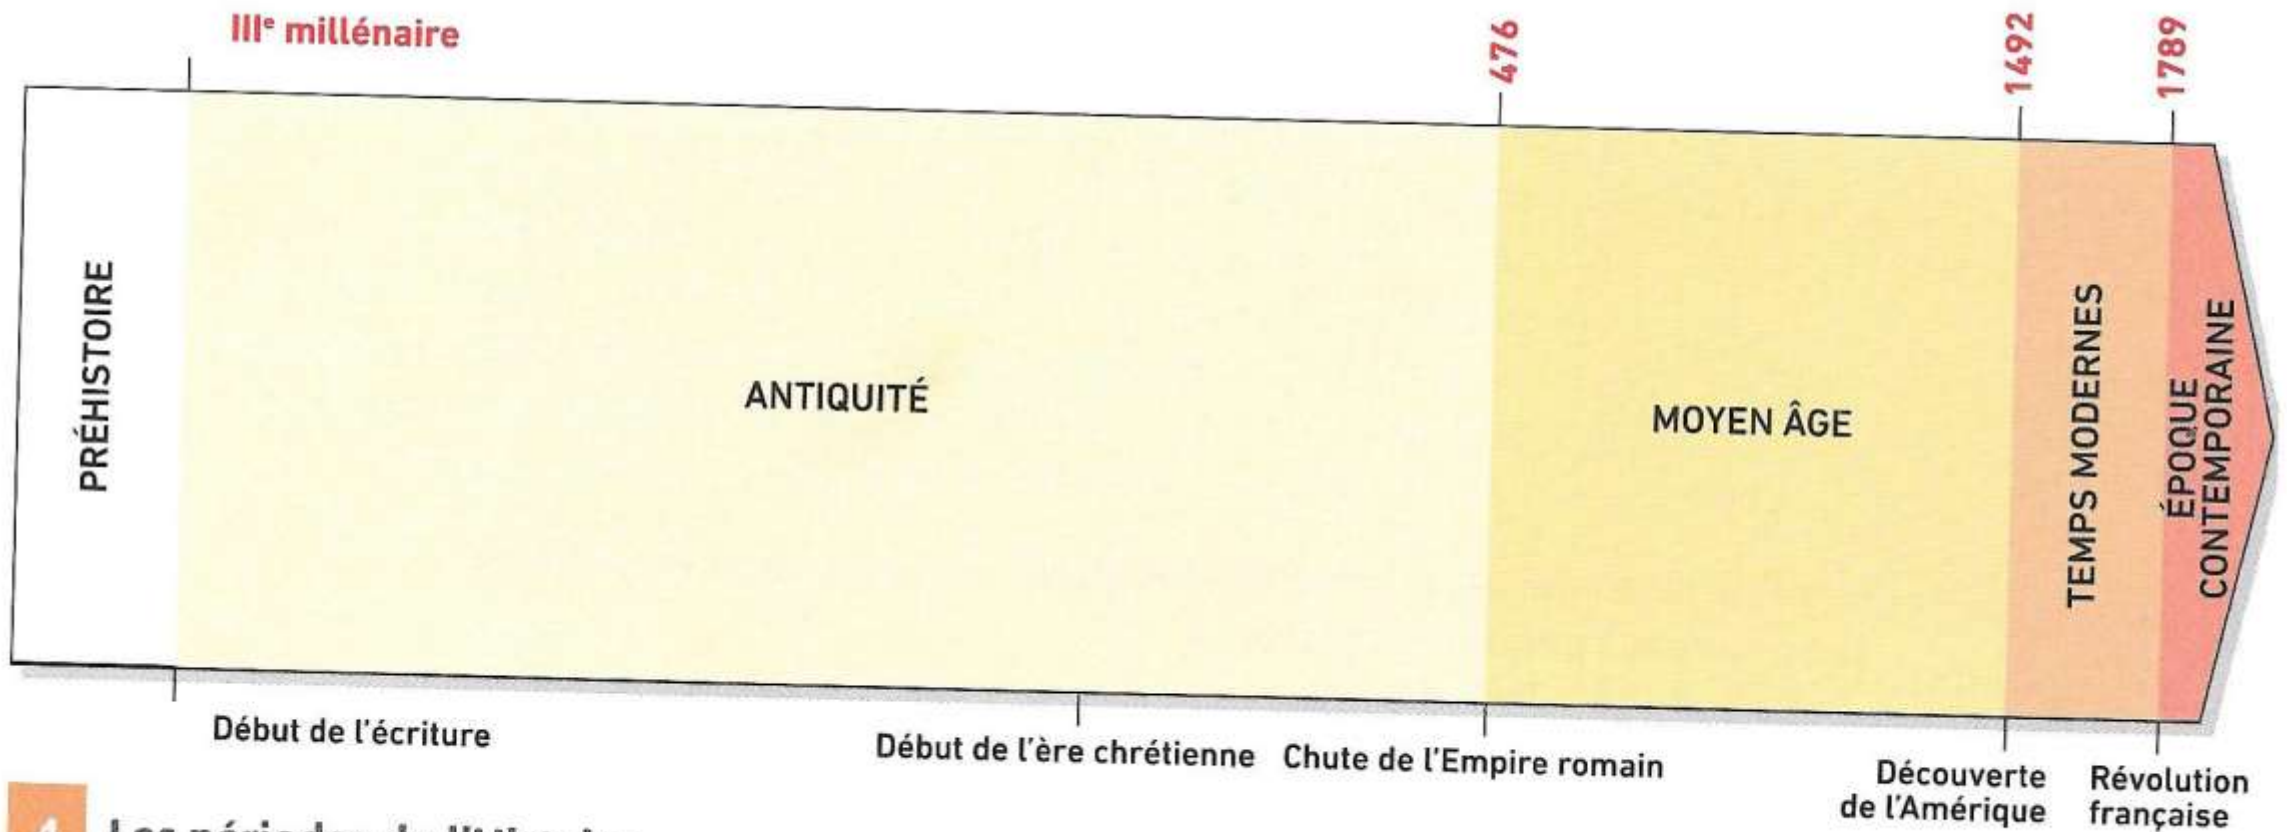 IIIe millénaire
476
1492
1789
PRÉHISTOIRE
ANTIQUITÉ
MOYEN ÂGE
TEMPS MODERNES
ÉPOQUE
CONTEMPORAINE
Début de l'écriture
Début de l'ère chrétienne
Chute de l'Empire romain
Découverte
de l'Amérique
Révolution
française